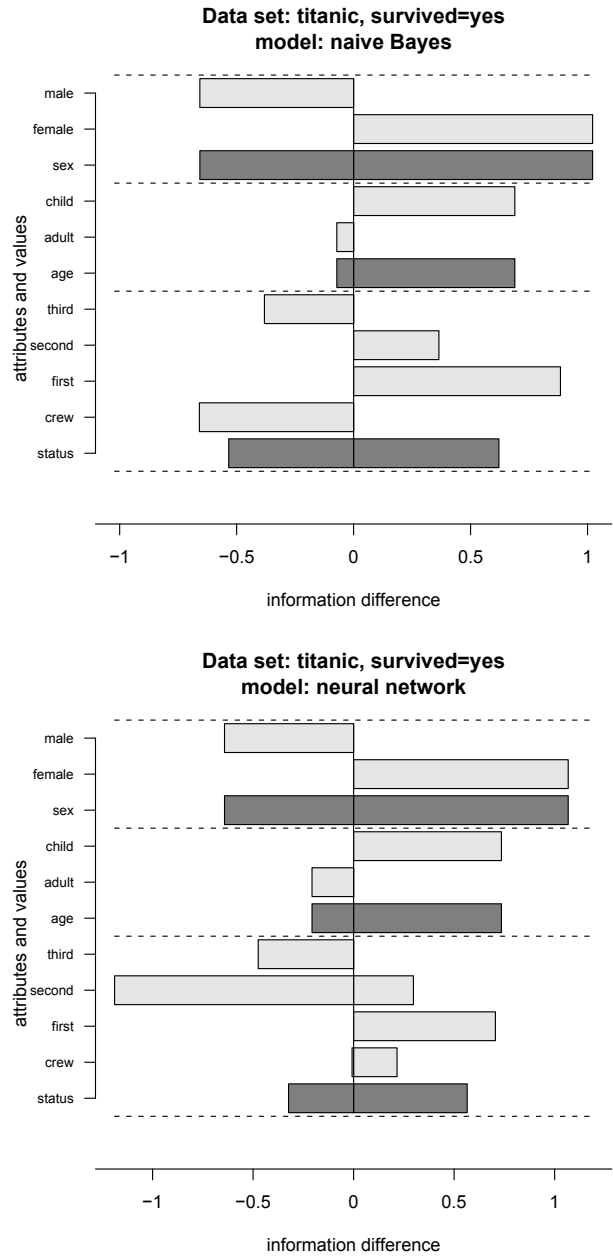 Data set: titanic, survived=yes
model: naive Bayes
attributes and values
male
female
sex
child
adult
age
third
second
first
crew
status
−1 −0.5 0 0.5 1
information difference
Data set: titanic, survived=yes
model: neural network
attributes and values
male
female
sex
child
adult
age
third
second
first
crew
status
−1 −0.5 0 0.5 1
information difference